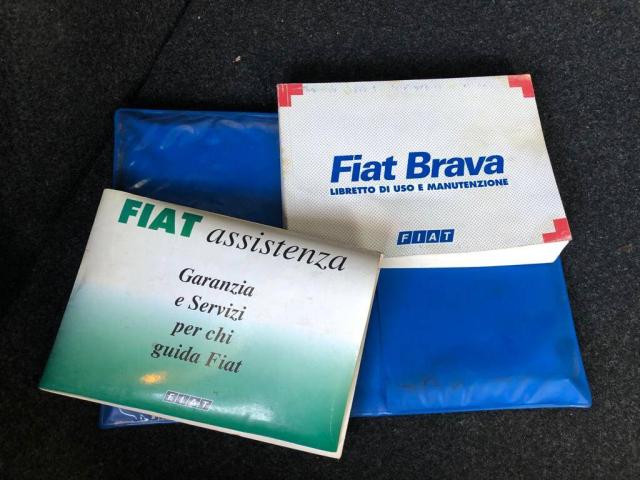 Fiat Brava
LIBRETTO DI USO E MANUTENZIONE
FIAT
FIAT assistenza
Garanzia
e Servizi
per chi
guida Fiat
FIAT